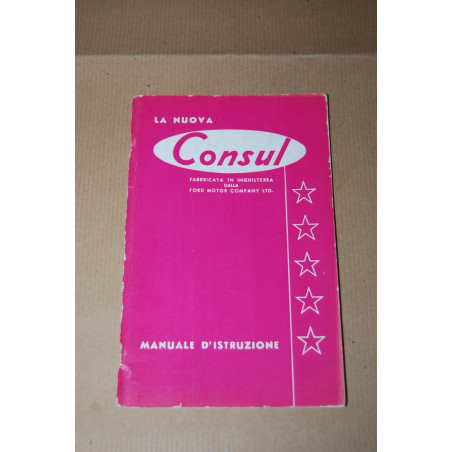 LA NUOVA
Consul
FABBRICATA IN INGHILTERRA
DALLA
FORD MOTOR COMPANY LTD.
MANUALE D'ISTRUZIONE